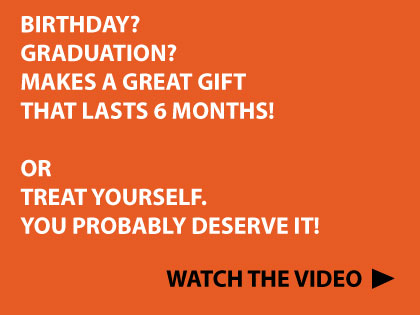 BIRTHDAY?
GRADUATION?
MAKES A GREAT GIFT
THAT LASTS 6 MONTHS!
OR
TREAT YOURSELF.
YOU PROBABLY DESERVE IT!
WATCH THE VIDEO